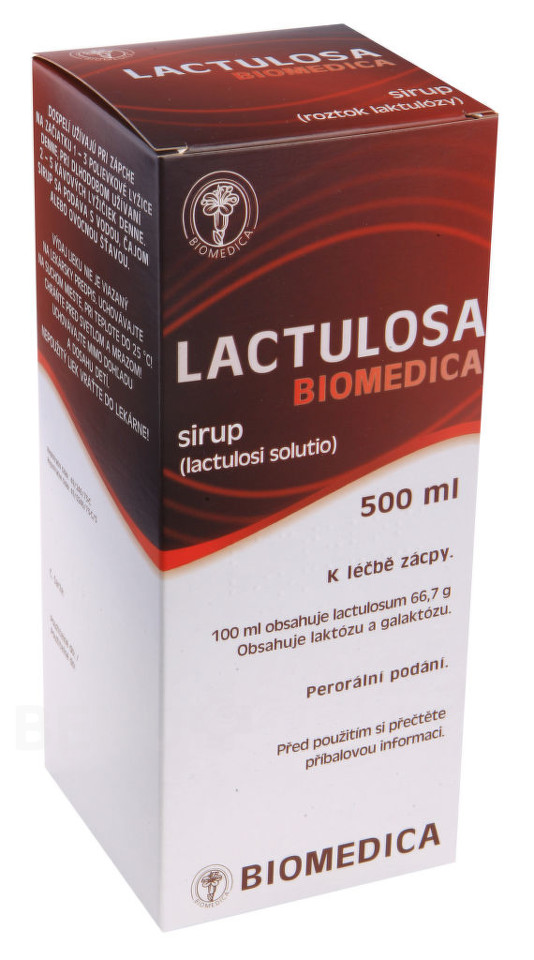 LACTULOSA
BIOMEDICA
sirup
(roztok laktulózy)
DOSPELÍ UŽÍVAJÚ PRI ZÁPCHE
NA ZAČIATKU 1 – 3 POLIEVKOVÉ LYŽICE
DENNE, PRI DLHODOBOM UŽÍVANÍ
2 – 5 KÁVOVÝCH LYŽIČIEK DENNE.
SIRUP SA PODÁVA S VODOU, ČAJOM
ALEBO OVOCNOU ŠŤAVOU.
VÝDAJ LIEKU NIE JE VIAZANÝ
NA LEKÁRSKY PREDPIS. UCHOVÁVAJTE
NA SUCHOM MIESTE, PRI TEPLOTE DO 25 °C!
CHRÁŇTE PRED SVETLOM A MRAZOM!
UCHOVÁVAJTE MIMO DOHĽADU
A DOSAHU DETÍ.
NEPOUŽITÝ LIEK VRÁŤTE DO LEKÁRNE!
BIOMEDICA
LACTULOSA
BIOMEDICA
sirup
(lactulosi solutio)
500 ml
K léčbě zácpy.
100 ml obsahuje lactulosum 66,7 g
Obsahuje laktózu a galaktózu.
Perorální podání.
Před použitím si přečtěte
příbalovou informaci.
BIOMEDICA
BIOMEDICA